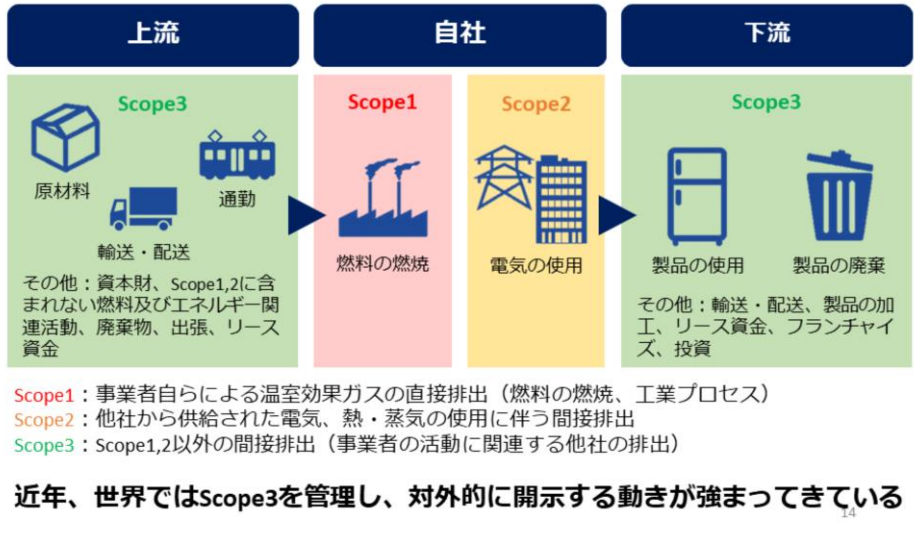 上流
自社
下流
Scope3
原材料
通勤
輸送・配送
その他：資本財、Scope1,2に含
まれない燃料及びエネルギー関
連活動、廃棄物、出張、リース
資金
Scope1
燃料の燃焼
Scope2
電気の使用
Scope3
製品の使用
製品の廃棄
その他：輸送・配送、製品の加
工、リース資金、フランチャイ
ズ、投資
Scope1：事業者自らによる温室効果ガスの直接排出（燃料の燃焼、工業プロセス）
Scope2：他社から供給された電気、熱・蒸気の使用に伴う間接排出
Scope3：Scope1,2以外の間接排出（事業者の活動に関連する他社の排出）
近年、世界ではScope3を管理し、対外的に開示する動きが強まってきている
14